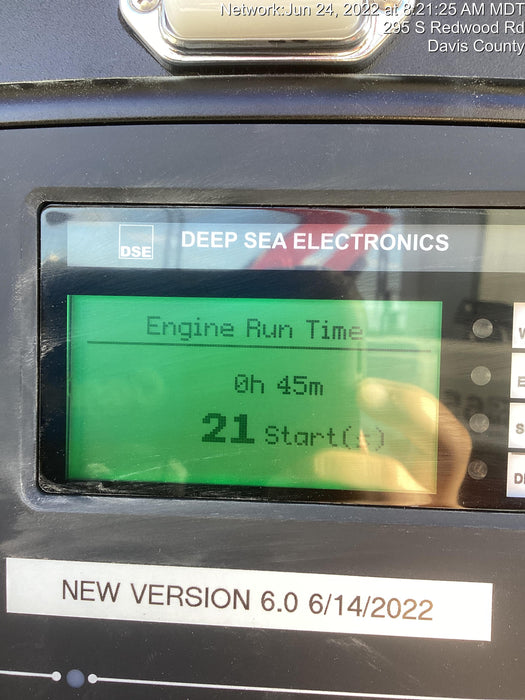 Network:Jun 24, 2022 at 8:21:25 AM MDT
295 S Redwood Rd
Davis County
DSE
DEEP SEA ELECTRONICS
Engine Run Time
0h 45m
21 Start(s)
NEW VERSION 6.0 6/14/2022